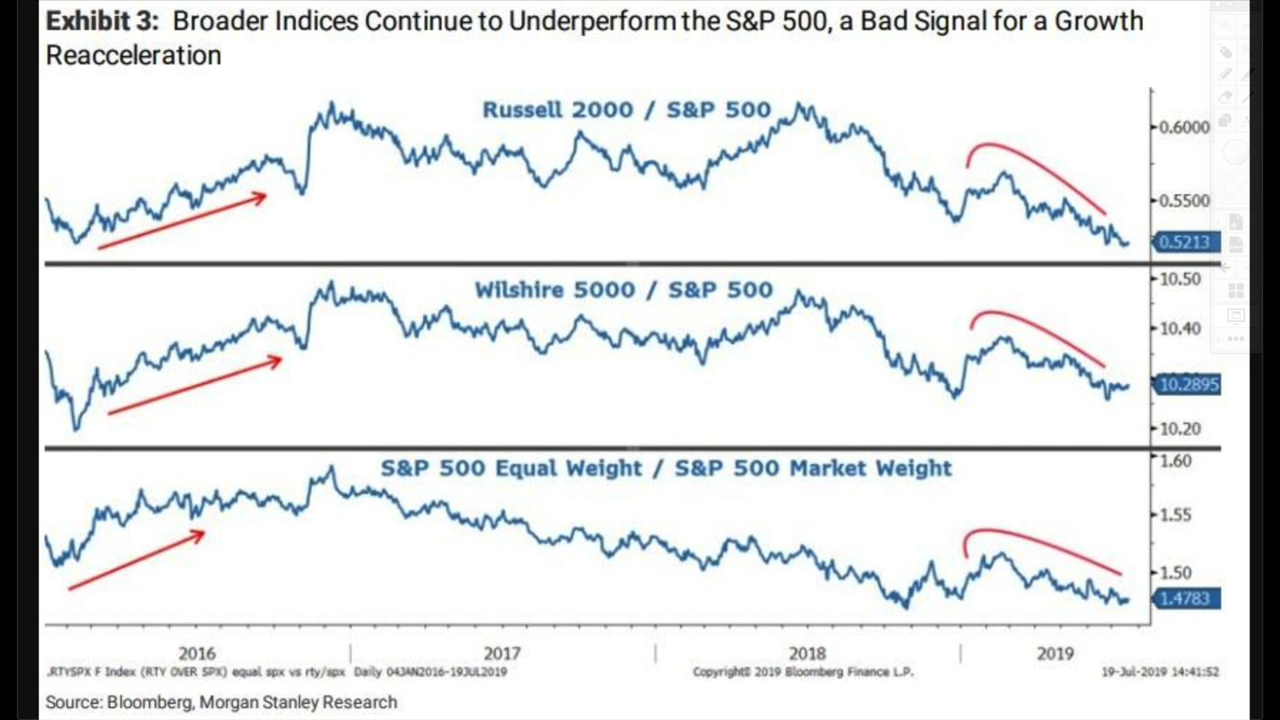 Exhibit 3: Broader Indices Continue to Underperform the S&P 500, a Bad Signal for a Growth
Reacceleration
Russell 2000 / S&P 500
0.6000
0.5500
0.5213
Wilshire 5000 / S&P 500
10.50
10.40
10.2895
10.20
S&P 500 Equal Weight / S&P 500 Market Weight
1.60
1.55
1.50
1.4783
2016 2017 2018 2019
.RTYSPX F Index (RTY OVER SPX) equal spx vs rty/spx Daily 04JAN2016-19JUL2019 Copyright© 2019 Bloomberg Finance L.P. 19-Jul-2019 14:41:52
Source: Bloomberg, Morgan Stanley Research